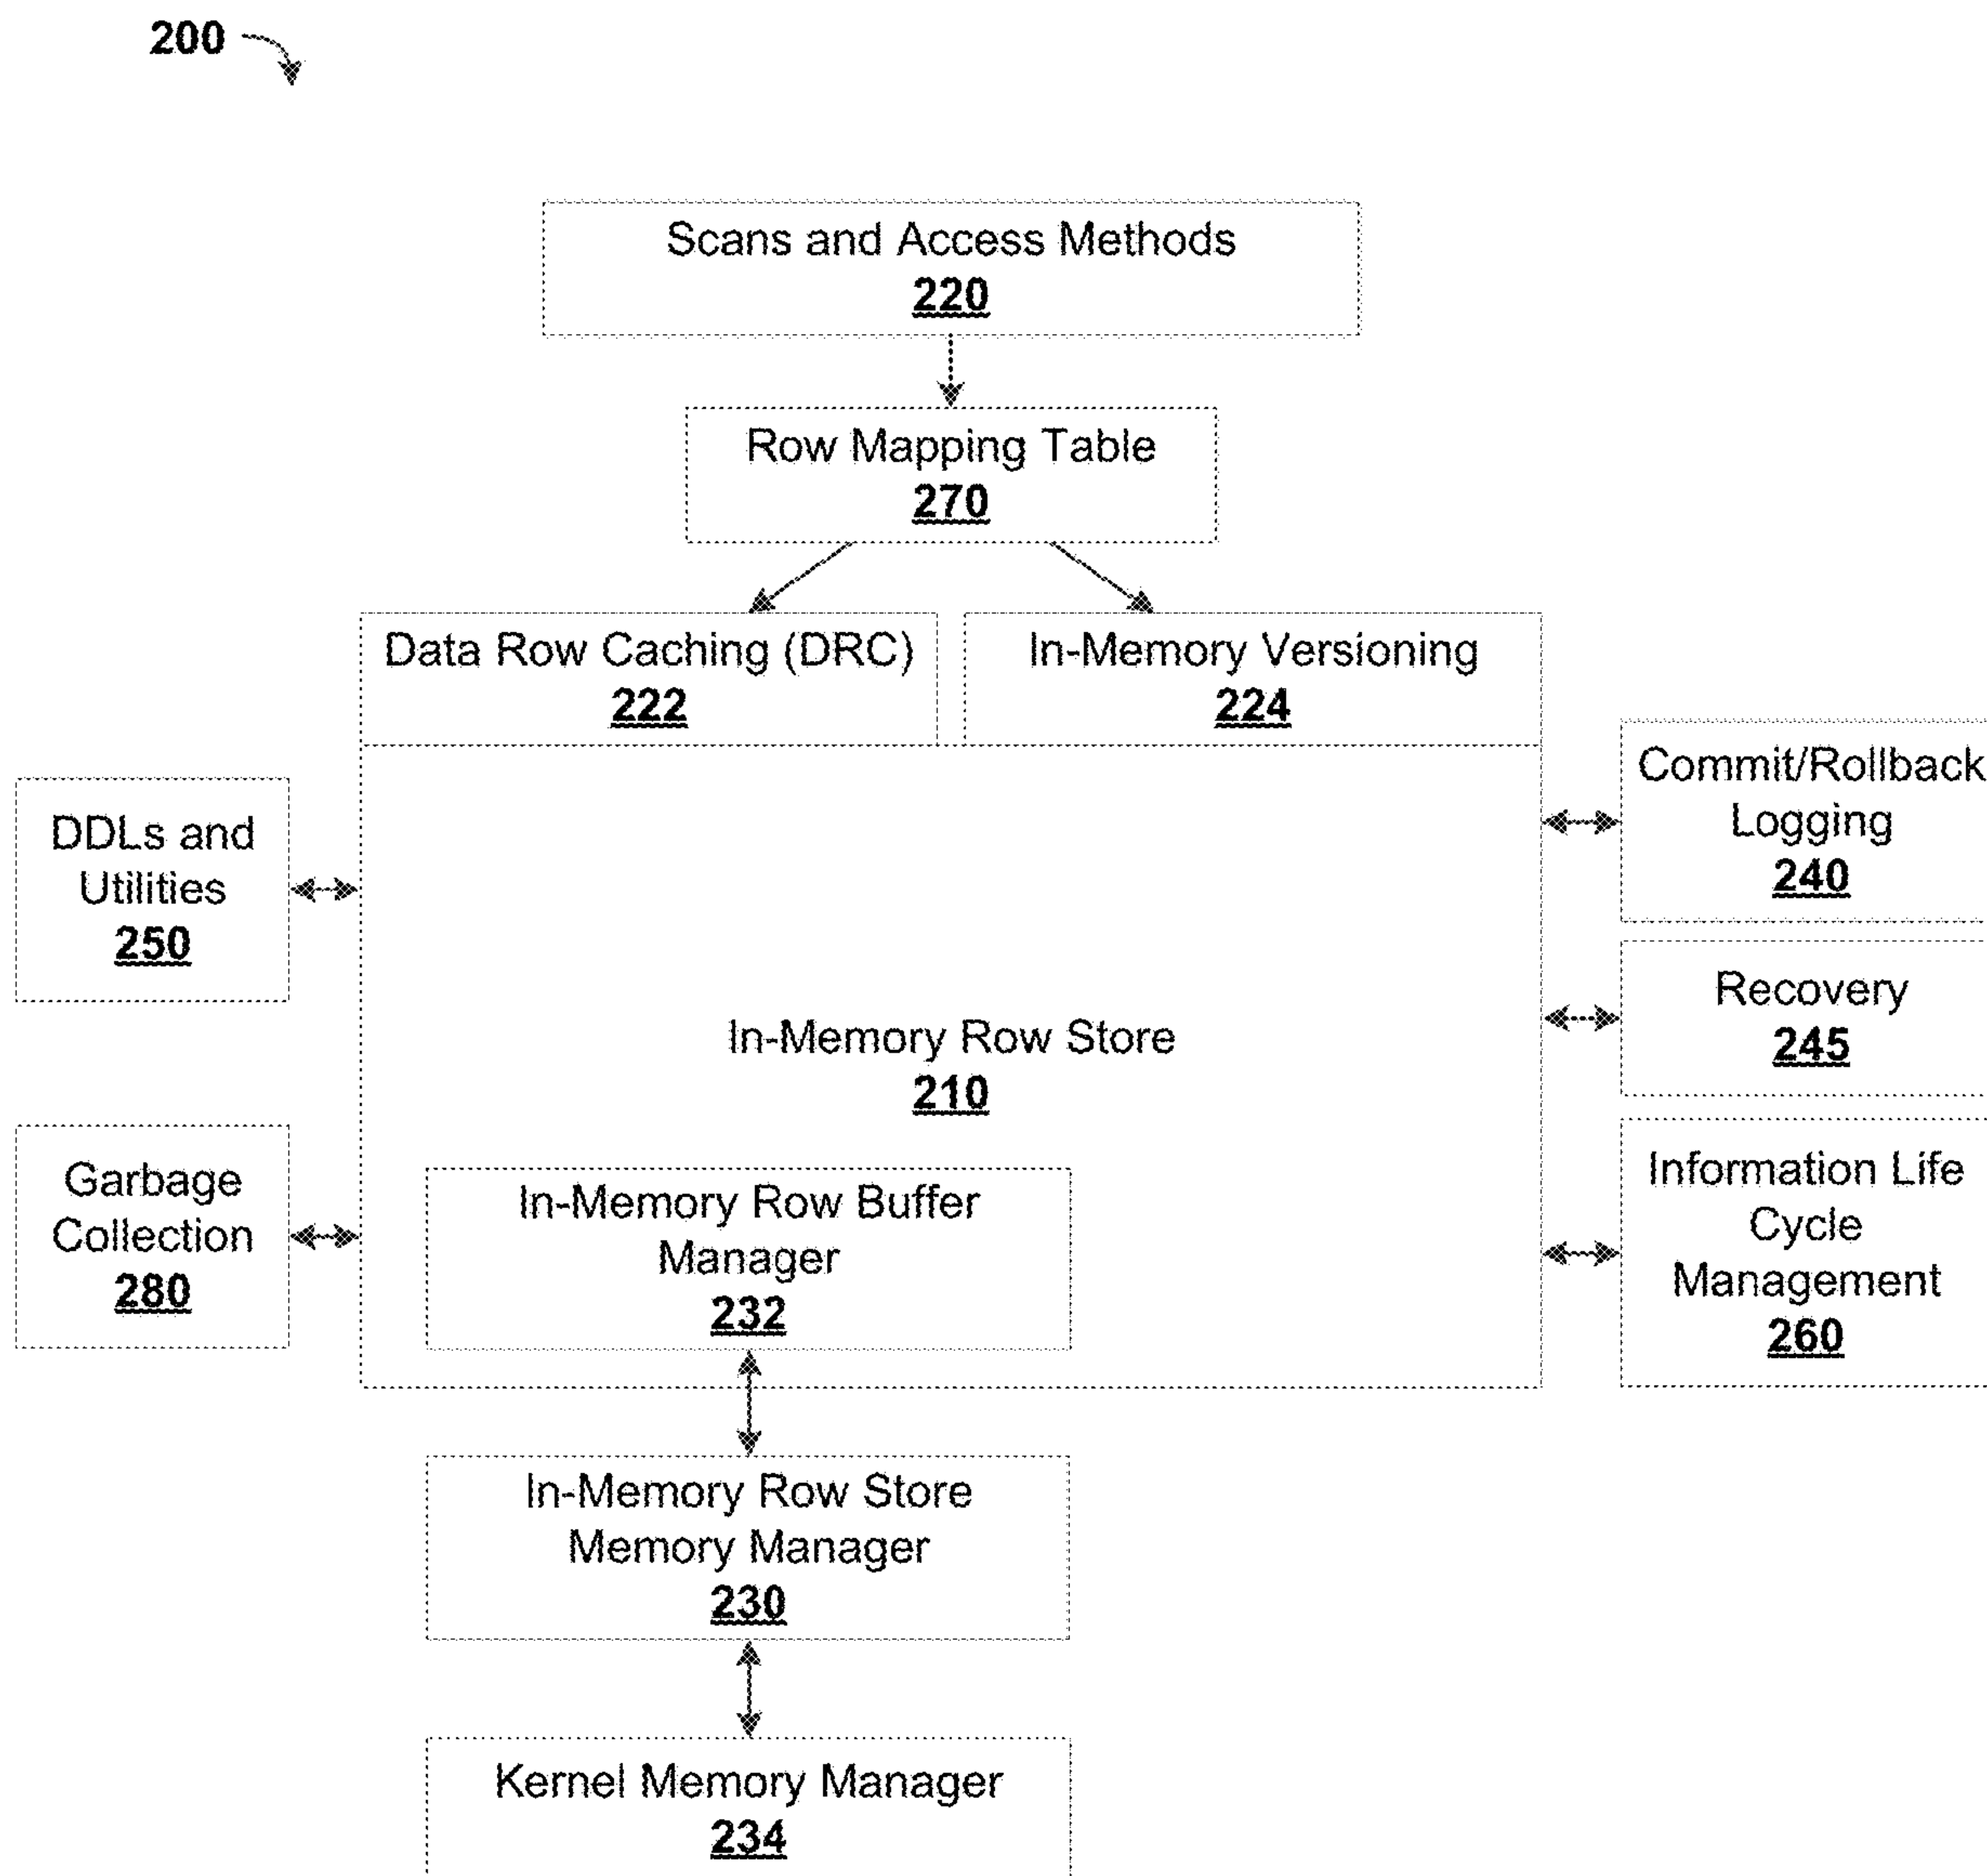 200
Scans and Access Methods
220
Row Mapping Table
270
Data Row Caching (DRC)
222
In-Memory Versioning
224
DDLs and
Utilities
250
Garbage
Collection
280
In-Memory Row Store
210
In-Memory Row Buffer
Manager
232
Commit/Rollback
Logging
240
Recovery
245
Information Life
Cycle
Management
260
In-Memory Row Store
Memory Manager
230
Kernel Memory Manager
234